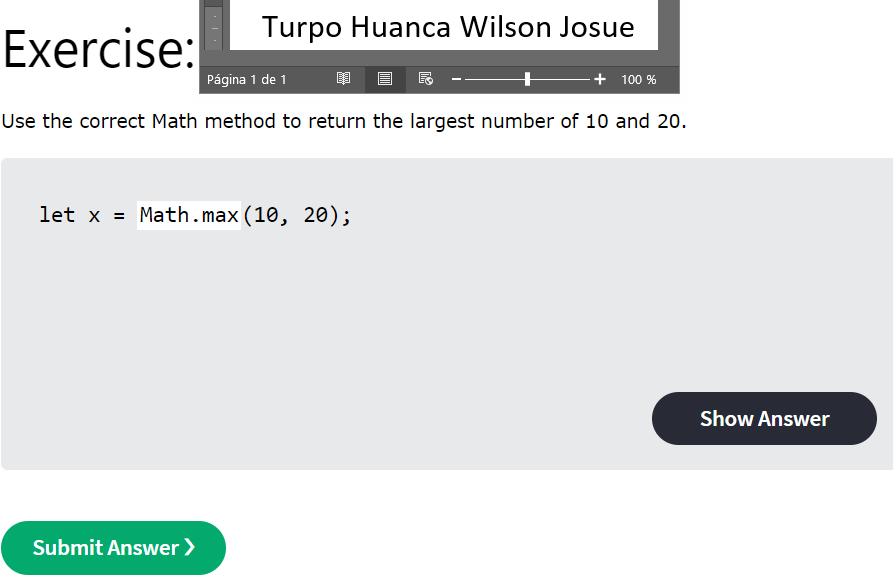 Turpo Huanca Wilson Josue
Exercise:
Página 1 de 1 100 %
Use the correct Math method to return the largest number of 10 and 20.
let x = Math.max(10, 20);
Show Answer
Submit Answer ❯